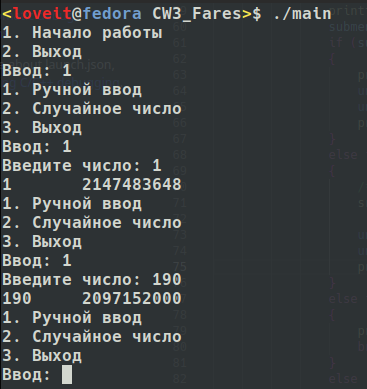 <loveit@fedora CW3_Fares>$ ./main
1. Начало работы
2. Выход
Ввод: 1
1. Ручной ввод
2. Случайное число
3. Выход
Ввод: 1
Введите число: 1
1 2147483648
1. Ручной ввод
2. Случайное число
3. Выход
Ввод: 1
Введите число: 190
190 2097152000
1. Ручной ввод
2. Случайное число
3. Выход
Ввод: